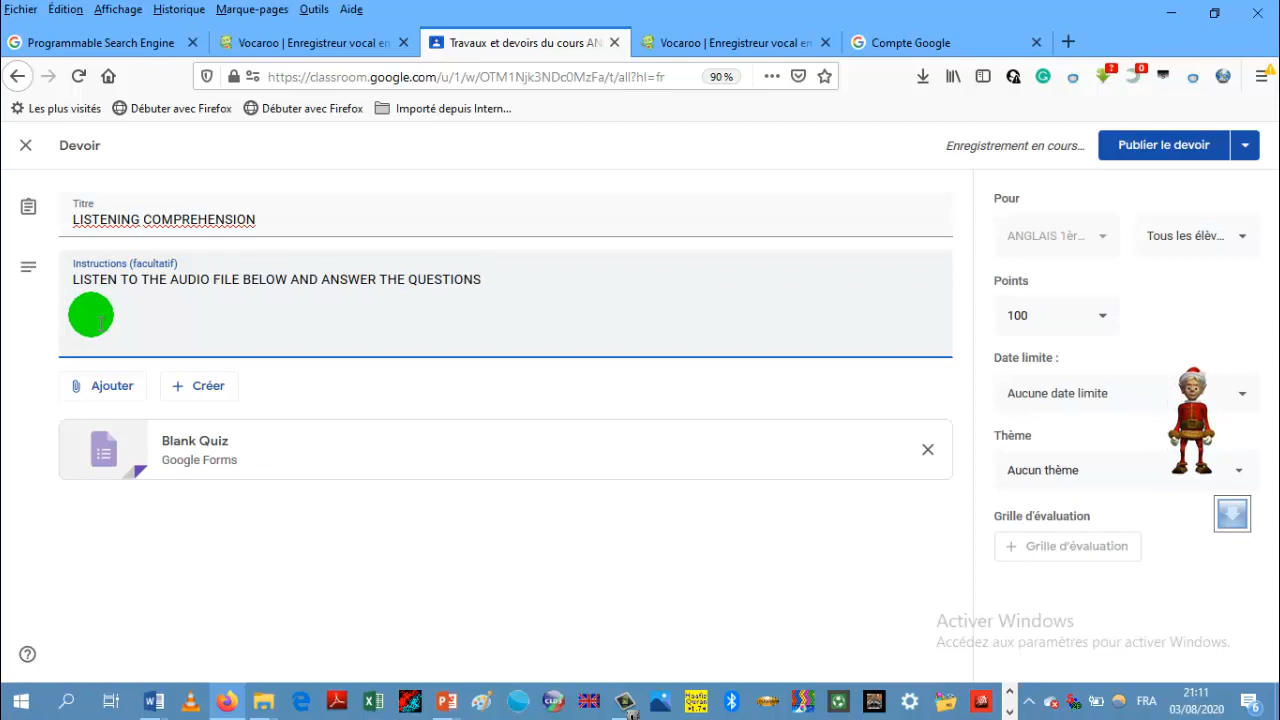 Fichier Édition Affichage Historique Marque-pages Outils Aide
Programmable Search Engine
Vocaroo | Enregistreur vocal en
Travaux et devoirs du cours AN
Vocaroo | Enregistreur vocal en
Compte Google
https://classroom.google.com/u/1/w/OTM1Njk3NDc0MzFa/t/all?hl=fr
90 %
?
0
Les plus visités
Débuter avec Firefox
Débuter avec Firefox
Importé depuis Intern...
Devoir
Enregistrement en cours...
Publier le devoir
Titre
LISTENING COMPREHENSION
Instructions (facultatif)
LISTEN TO THE AUDIO FILE BELOW AND ANSWER THE QUESTIONS
Ajouter
Créer
Blank Quiz
Google Forms
Pour
ANGLAIS 1èr...
Tous les élèv...
Points
100
Date limite :
Aucune date limite
Thème
Aucun thème
Grille d'évaluation
Grille d'évaluation
Activer Windows
Accédez aux paramètres pour activer Windows.
FRA
21:11
03/08/2020
6